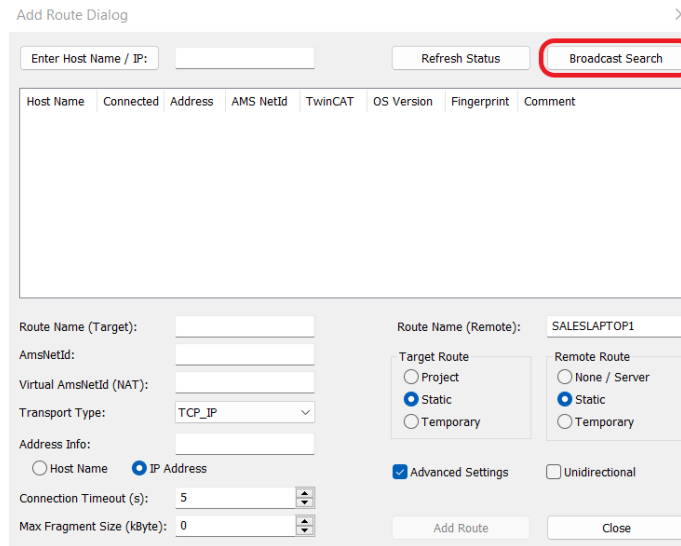 Add Route Dialog
Enter Host Name / IP: Refresh Status Broadcast Search
Host Name Connected Address AMS NetId TwinCAT OS Version Fingerprint Comment
Route Name (Target): Route Name (Remote): SALESLAPTOP1
AmsNetId: Target Route Remote Route
Project None / Server
Virtual AmsNetId (NAT): Static Static
Transport Type: TCP_IP Temporary Temporary
Address Info:
Host Name IP Address Advanced Settings Unidirectional
Connection Timeout (s): 5
Max Fragment Size (kByte): 0 Add Route Close